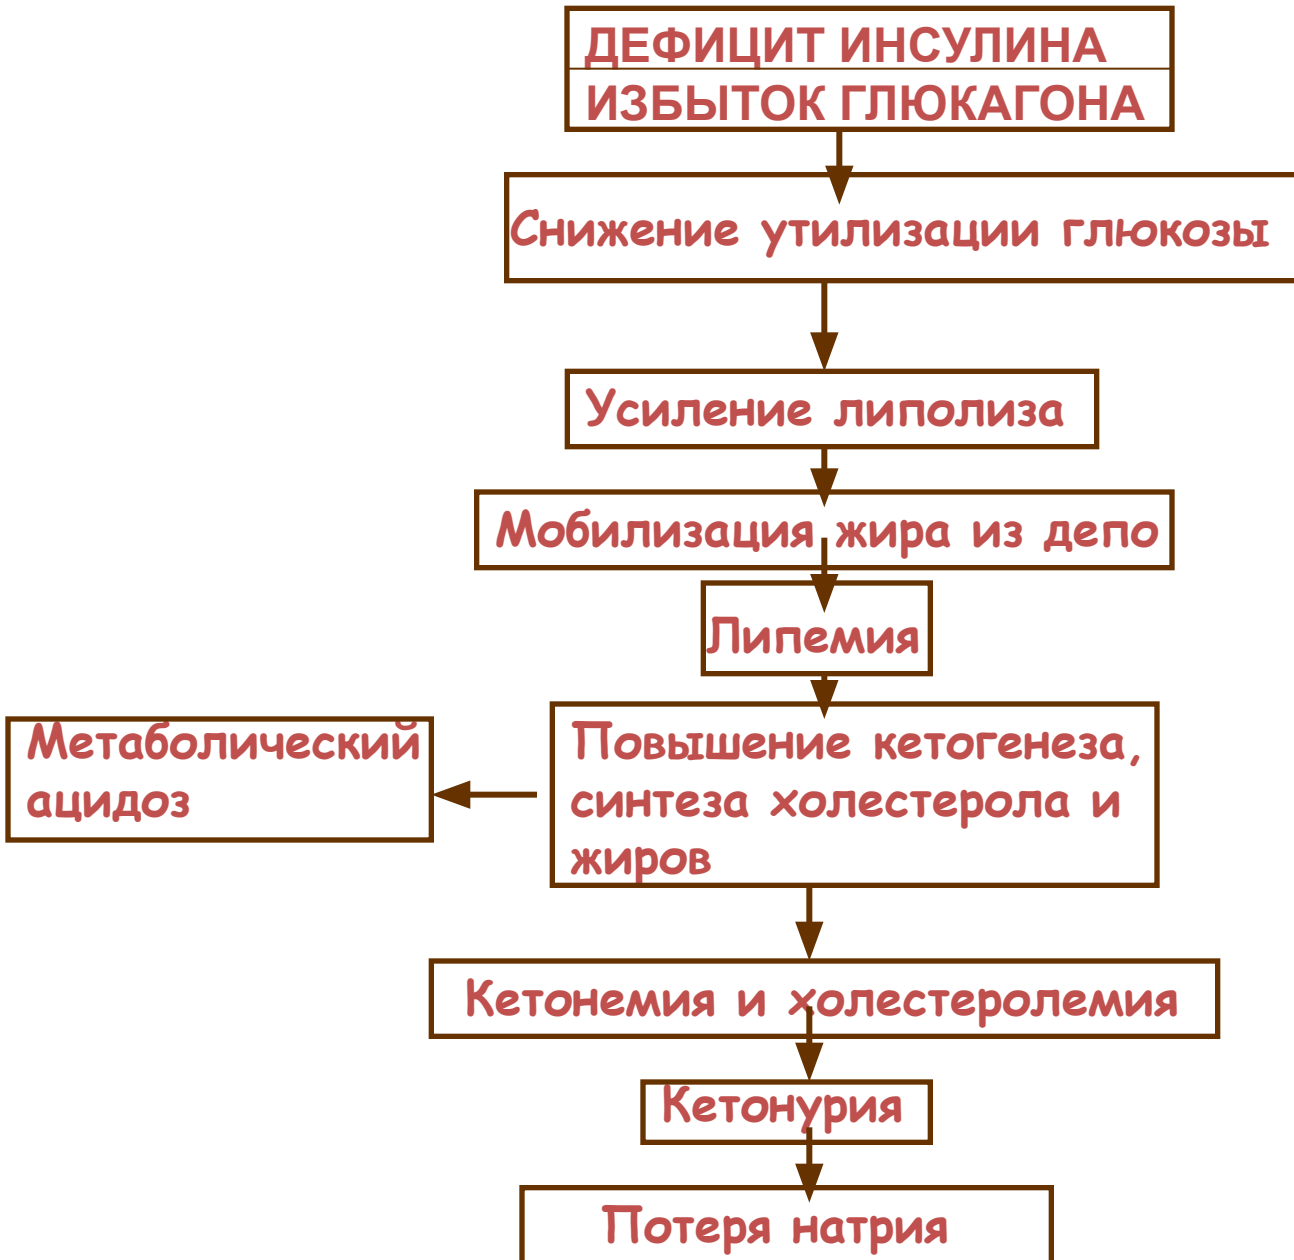 ДЕФИЦИТ ИНСУЛИНА
ИЗБЫТОК ГЛЮКАГОНА
Снижение утилизации глюкозы
Усиление липолиза
Мобилизация жира из депо
Липемия
Метаболический
ацидоз
Повышение кетогенеза,
синтеза холестерола и
жиров
Кетонемия и холестеролемия
Кетонурия
Потеря натрия